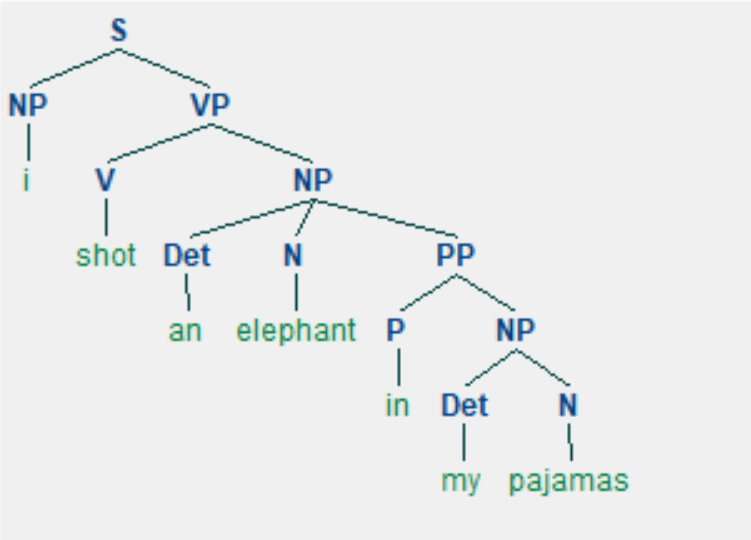 S
NP VP
i V NP
shot Det N PP
an elephant P NP
in Det N
my pajamas